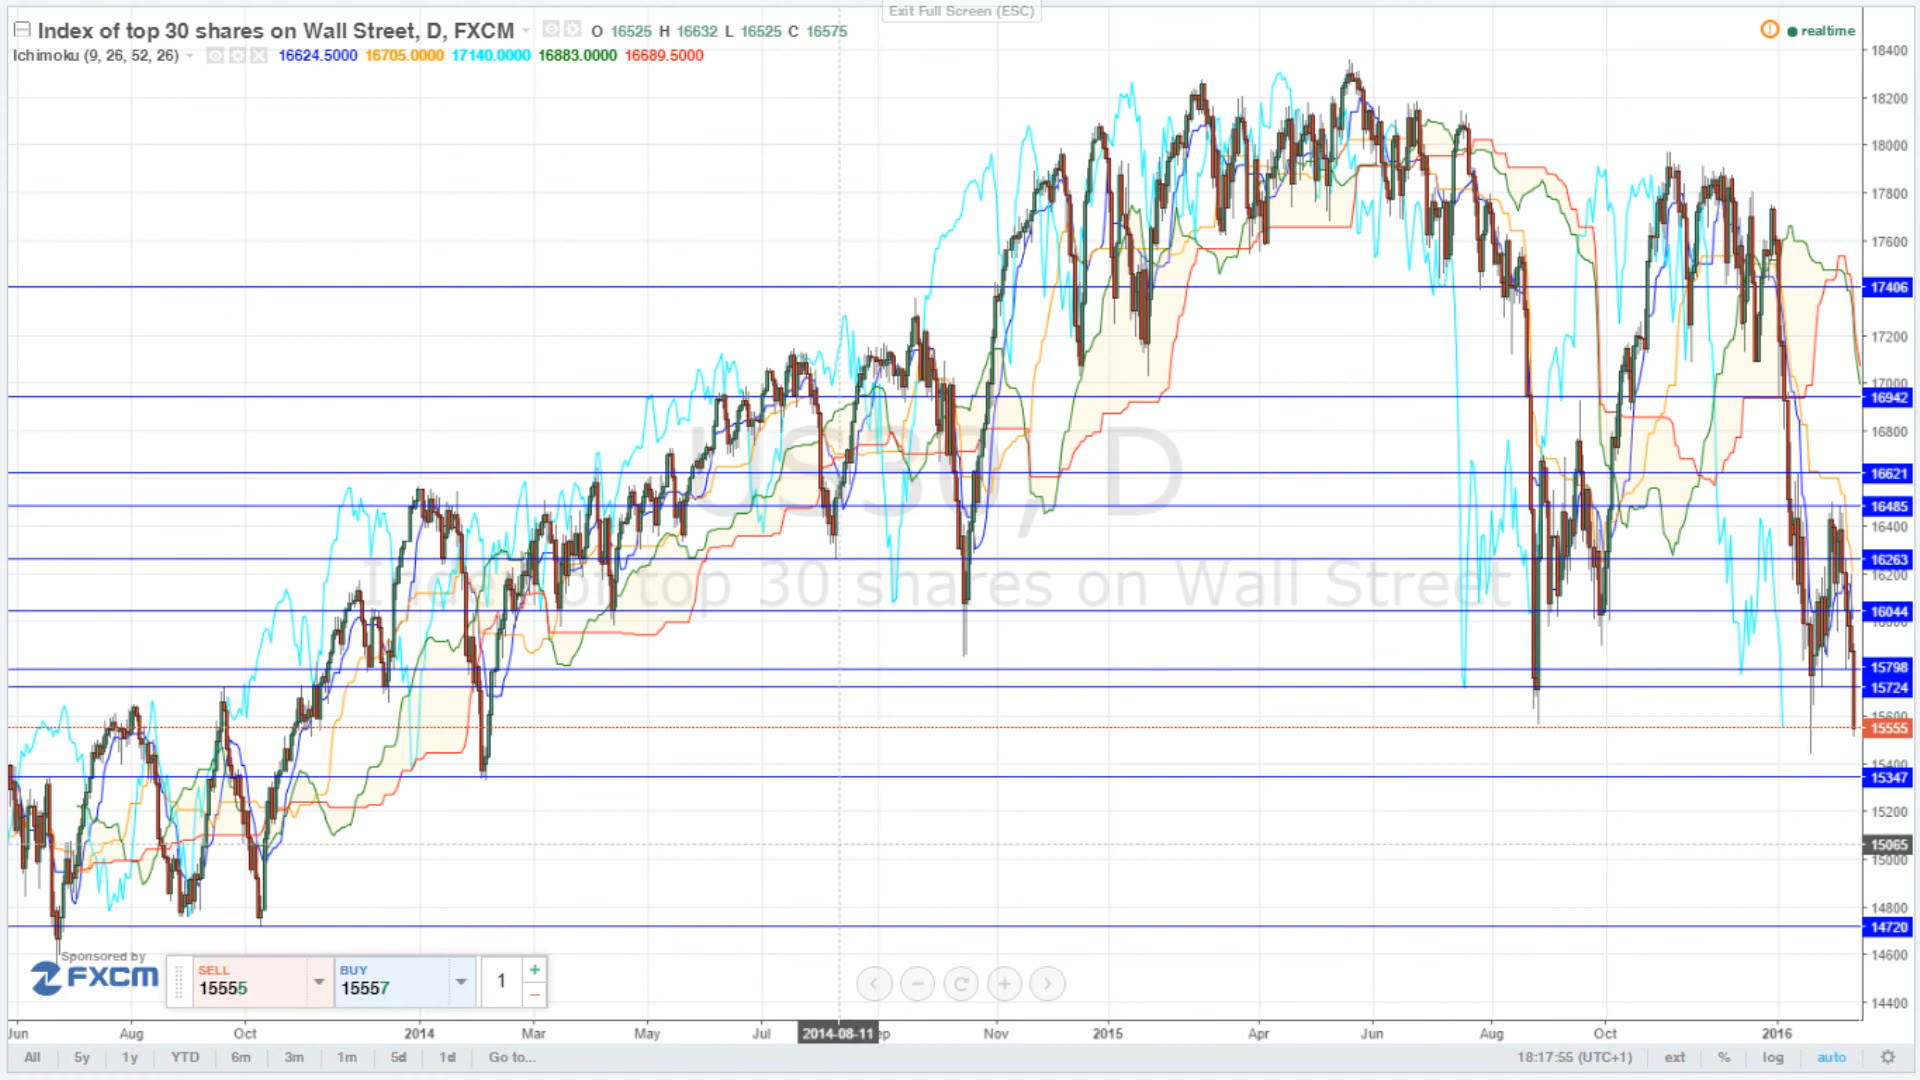 Exit Full Screen (ESC)
Index of top 30 shares on Wall Street, D, FXCM O 16525 H 16632 L 16525 C 16575
realtime
Ichimoku (9, 26, 52, 26) 16624.5000 16705.0000 17140.0000 16883.0000 16689.5000
18400
18200
18000
17800
17600
17406
17200
17000
16942
16800
16621
16485
16400
16263
16200
16044
16000
15798
15724
15600
15555
15400
15347
15200
15065
15000
14800
14720
14600
14400
US30, D
Index of top 30 shares on Wall Street
Sponsored by
FXCM
SELL
15555
BUY
15557
1
Jun Aug Oct 2014 Mar May Jul 2014-08-11 ep Nov 2015 Apr Jun Aug Oct 2016
All 5y 1y YTD 6m 3m 1m 5d 1d Go to... 18:17:55 (UTC+1) ext % log auto